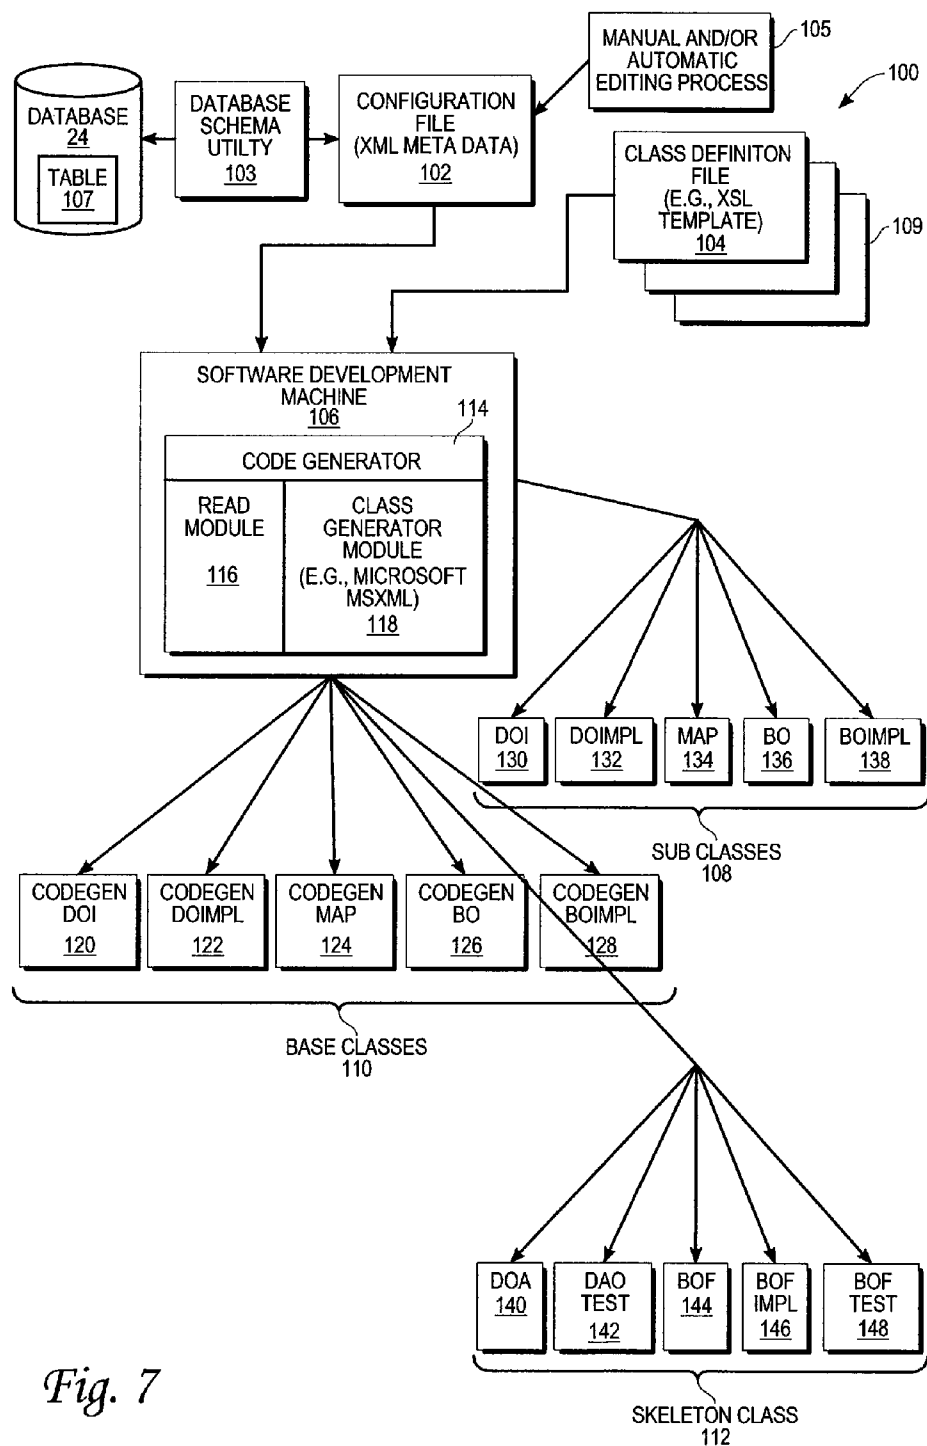 MANUAL AND/OR
AUTOMATIC
EDITING PROCESS
105
100
DATABASE
24
TABLE
107
DATABASE
SCHEMA
UTILTY
103
CONFIGURATION
FILE
(XML META DATA)
102
CLASS DEFINITON
FILE
(E.G., XSL
TEMPLATE)
104
109
SOFTWARE DEVELOPMENT
MACHINE
106
114
CODE GENERATOR
READ
MODULE
116
CLASS
GENERATOR
MODULE
(E.G., MICROSOFT
MSXML)
118
DOI
130
DOIMPL
132
MAP
134
BO
136
BOIMPL
138
SUB CLASSES
108
CODEGEN
DOI
120
CODEGEN
DOIMPL
122
CODEGEN
MAP
124
CODEGEN
BO
126
CODEGEN
BOIMPL
128
BASE CLASSES
110
DOA
140
DAO
TEST
142
BOF
144
BOF
IMPL
146
BOF
TEST
148
SKELETON CLASS
112
Fig. 7